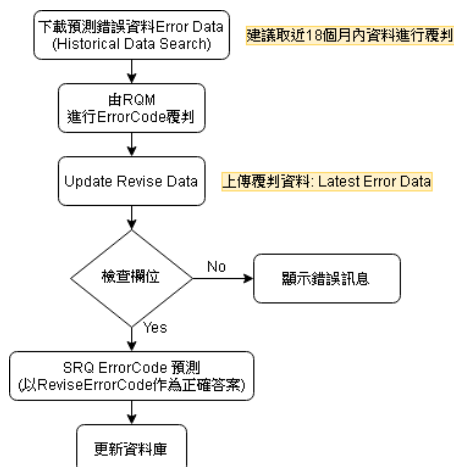 下載預測錯誤資料Error Data
(Historical Data Search)
建議取近18個月內資料進行覆判
由RQM
進行ErrorCode覆判
Update Revise Data
上傳覆判資料: Latest Error Data
檢查欄位
No
顯示錯誤訊息
Yes
SRQ ErrorCode 預測
(以ReviseErrorCode作為正確答案)
更新資料庫